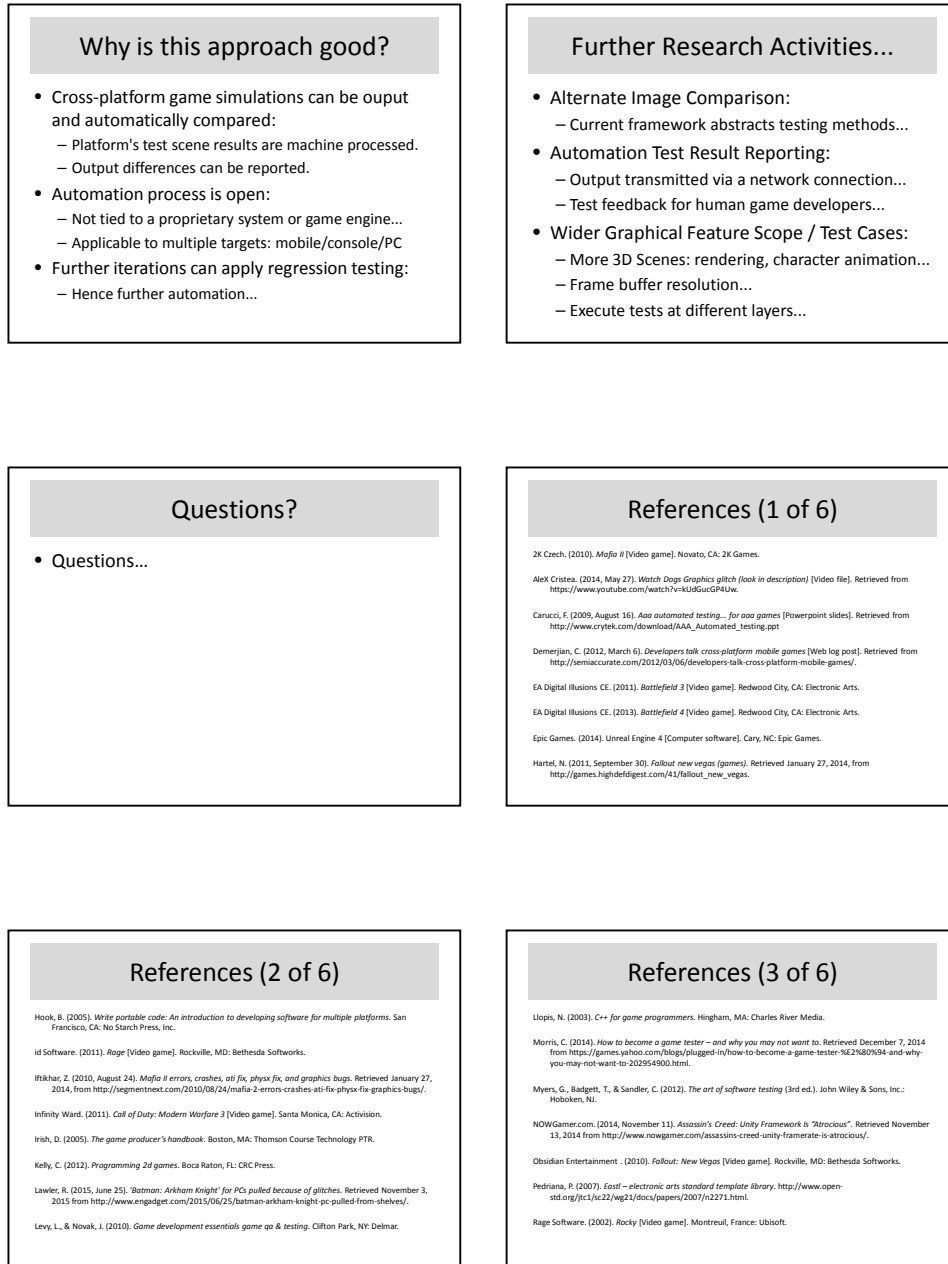 Why is this approach good?
• Cross-platform game simulations can be ouput
and automatically compared:
– Platform's test scene results are machine processed.
– Output differences can be reported.
• Automation process is open:
– Not tied to a proprietary system or game engine...
– Applicable to multiple targets: mobile/console/PC
• Further iterations can apply regression testing:
– Hence further automation...
Further Research Activities...
• Alternate Image Comparison:
– Current framework abstracts testing methods...
• Automation Test Result Reporting:
– Output transmitted via a network connection...
– Test feedback for human game developers...
• Wider Graphical Feature Scope / Test Cases:
– More 3D Scenes: rendering, character animation...
– Frame buffer resolution...
– Execute tests at different layers...
Questions?
• Questions...
References (1 of 6)
2K Czech. (2010). Mafia II [Video game]. Novato, CA: 2K Games.
AleX Cristea. (2014, May 27). Watch Dogs Graphics glitch (look in description) [Video file]. Retrieved from
https://www.youtube.com/watch?v=kUdGucGP4Uw.
Carucci, F. (2009, August 16). Aaa automated testing... for aaa games [Powerpoint slides]. Retrieved from
http://www.crytek.com/download/AAA_Automated_testing.ppt
Demerjian, C. (2012, March 6). Developers talk cross-platform mobile games [Web log post]. Retrieved from
http://semiaccurate.com/2012/03/06/developers-talk-cross-platform-mobile-games/.
EA Digital Illusions CE. (2011). Battlefield 3 [Video game]. Redwood City, CA: Electronic Arts.
EA Digital Illusions CE. (2013). Battlefield 4 [Video game]. Redwood City, CA: Electronic Arts.
Epic Games. (2014). Unreal Engine 4 [Computer software]. Cary, NC: Epic Games.
Hartel, N. (2011, September 30). Fallout new vegas (games). Retrieved January 27, 2014, from
http://games.highdefdigest.com/41/fallout_new_vegas.
References (2 of 6)
Hook, B. (2005). Write portable code: An introduction to developing software for multiple platforms. San
Francisco, CA: No Starch Press, Inc.
id Software. (2011). Rage [Video game]. Rockville, MD: Bethesda Softworks.
Iftikhar, Z. (2010, August 24). Mafia II errors, crashes, ati fix, physx fix, and graphics bugs. Retrieved January 27,
2014, from http://segmentnext.com/2010/08/24/mafia-2-errors-crashes-ati-fix-physx-fix-graphics-bugs/.
Infinity Ward. (2011). Call of Duty: Modern Warfare 3 [Video game]. Santa Monica, CA: Activision.
Irish, D. (2005). The game producer's handbook. Boston, MA: Thomson Course Technology PTR.
Kelly, C. (2012). Programming 2d games. Boca Raton, FL: CRC Press.
Lawler, R. (2015, June 25). 'Batman: Arkham Knight' for PCs pulled because of glitches. Retrieved November 3,
2015 from http://www.engadget.com/2015/06/25/batman-arkham-knight-pc-pulled-from-shelves/.
Levy, L., & Novak, J. (2010). Game development essentials game qa & testing. Clifton Park, NY: Delmar.
References (3 of 6)
Llopis, N. (2003). C++ for game programmers. Hingham, MA: Charles River Media.
Morris, C. (2014). How to become a game tester – and why you may not want to. Retrieved December 7, 2014
from https://games.yahoo.com/blogs/plugged-in/how-to-become-a-game-tester-%E2%80%94-and-why-
you-may-not-want-to-202954900.html.
Myers, G., Badgett, T., & Sandler, C. (2012). The art of software testing (3rd ed.). John Wiley & Sons, Inc.:
Hoboken, NJ.
NOWGamer.com. (2014, November 11). Assassin's Creed: Unity Framework Is "Atrocious". Retrieved November
13, 2014 from http://www.nowgamer.com/assassins-creed-unity-framerate-is-atrocious/.
Obsidian Entertainment . (2010). Fallout: New Vegas [Video game]. Rockville, MD: Bethesda Softworks.
Pedriana, P. (2007). Eastl – electronic arts standard template library. http://www.open-
std.org/jtc1/sc22/wg21/docs/papers/2007/n2271.html.
Rage Software. (2002). Rocky [Video game]. Montreuil, France: Ubisoft.